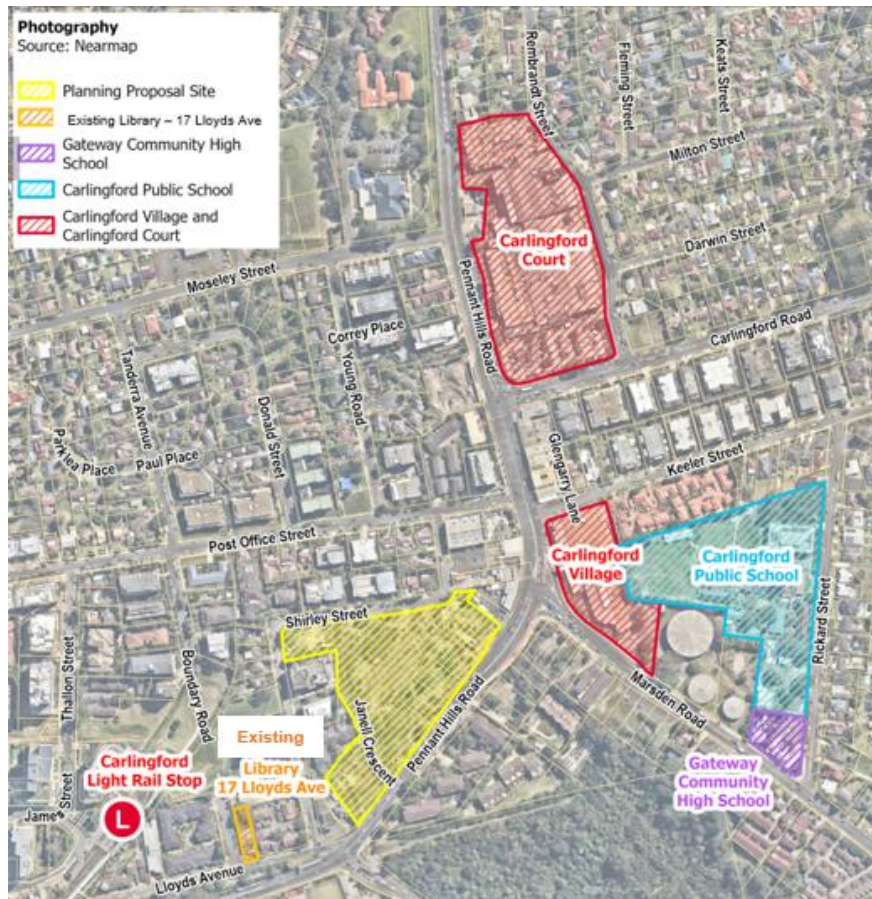 Photography
Source: Nearmap
Planning Proposal Site
Existing Library – 17 Lloyds Ave
Gateway Community High
School
Carlingford Public School
Carlingford Village and
Carlingford Court
Rembrandt Street
Fleming Street
Keats Street
Milton Street
Darwin Street
Carlingford
Court
Moseley Street
Pennant Hills Road
Carlingford Road
Correy Place
Young Road
Tanderra Avenue
Donald Street
Parklea Place
Paul Place
Glengarry Lane
Keeler Street
Post Office Street
Carlingford
Village
Carlingford
Public School
Rickard Street
Shirley Street
Thallon Street
Boundary Road
Janell Crescent
Pennant Hills Road
Marsden Road
Existing
Library
17 Lloyds Ave
Carlingford
Light Rail Stop
Gateway
Community
High School
James Street
L
Lloyds Avenue